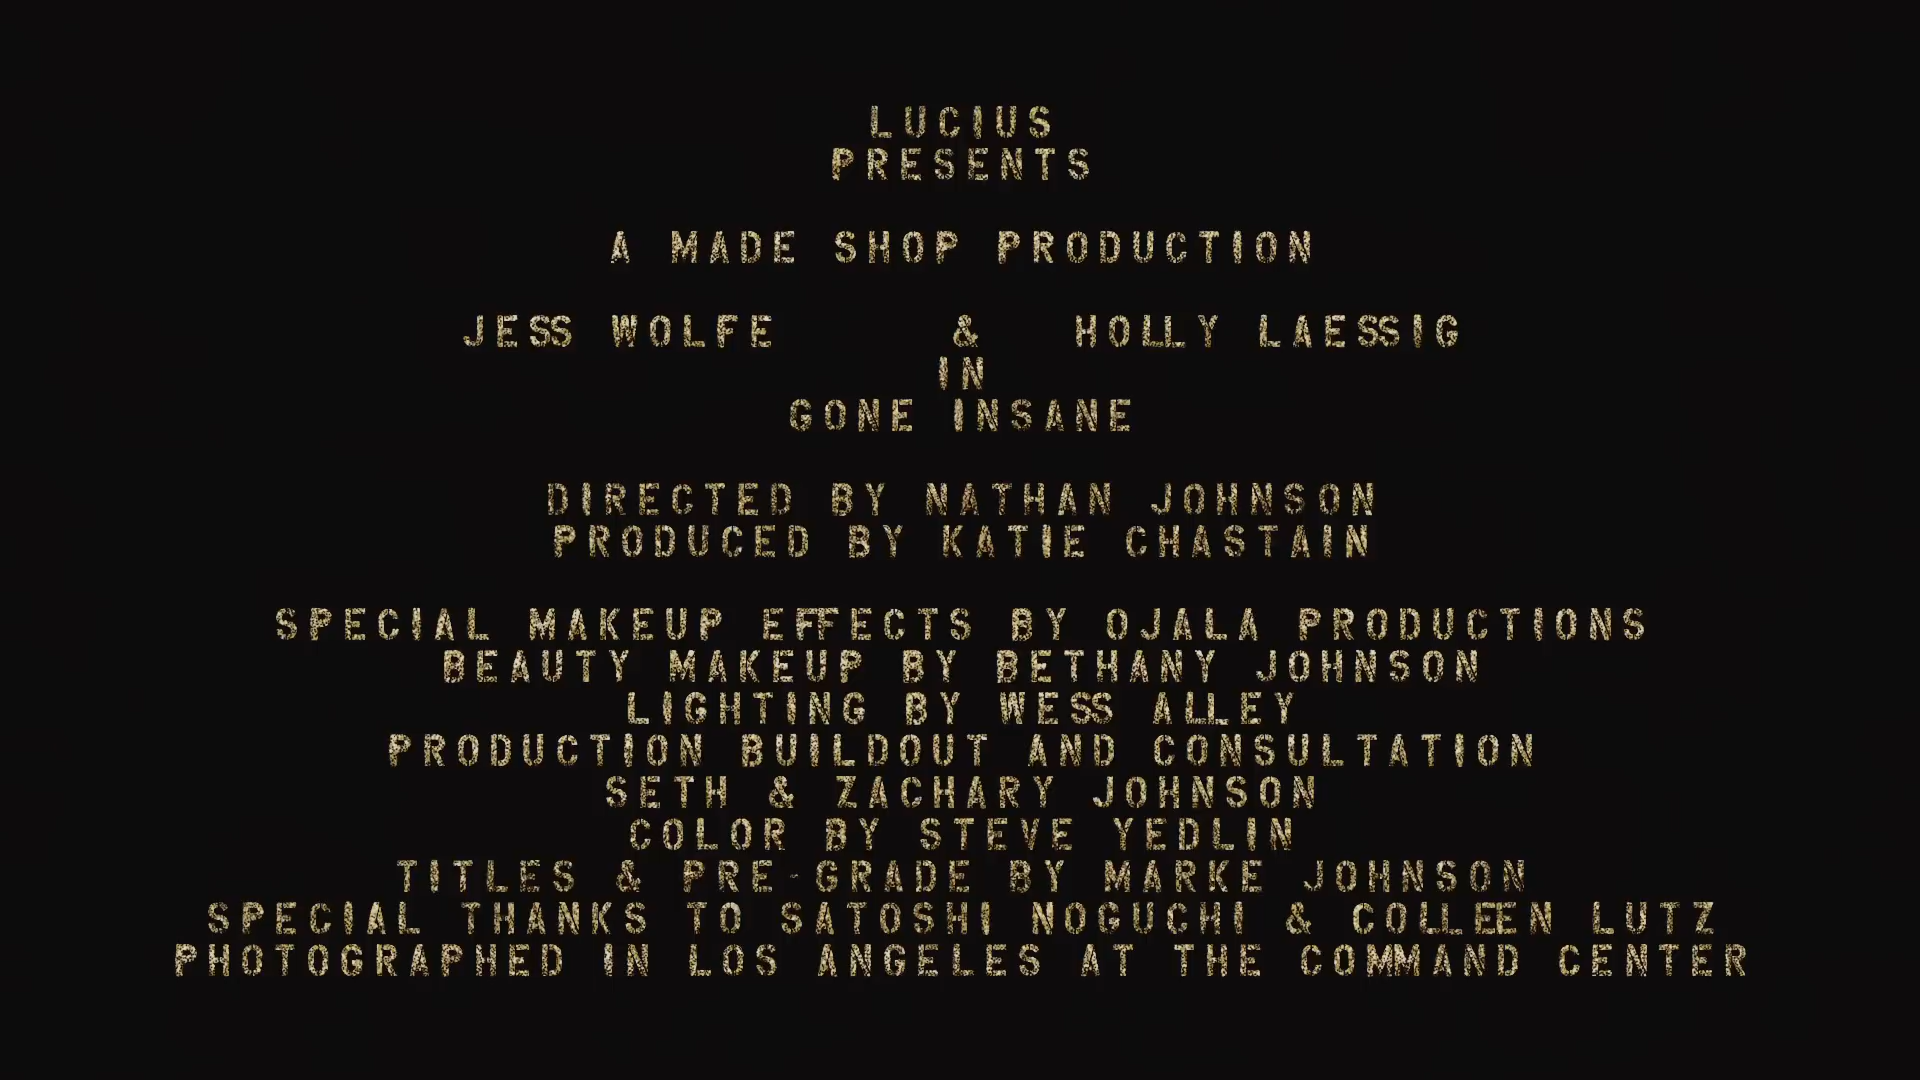 LUCIUS
PRESENTS
A MADE SHOP PRODUCTION
JESS WOLFE & HOLLY LAESSIG
IN
GONE INSANE
DIRECTED BY NATHAN JOHNSON
PRODUCED BY KATIE CHASTAIN
SPECIAL MAKEUP EFFECTS BY OJALA PRODUCTIONS
BEAUTY MAKEUP BY BETHANY JOHNSON
LIGHTING BY WESS ALLEY
PRODUCTION BUILDOUT AND CONSULTATION
SETH & ZACHARY JOHNSON
COLOR BY STEVE YEDLIN
TITLES & PRE-GRADE BY MARKE JOHNSON
SPECIAL THANKS TO SATOSHI NOGUCHI & COLLEEN LUTZ
PHOTOGRAPHED IN LOS ANGELES AT THE COMMAND CENTER